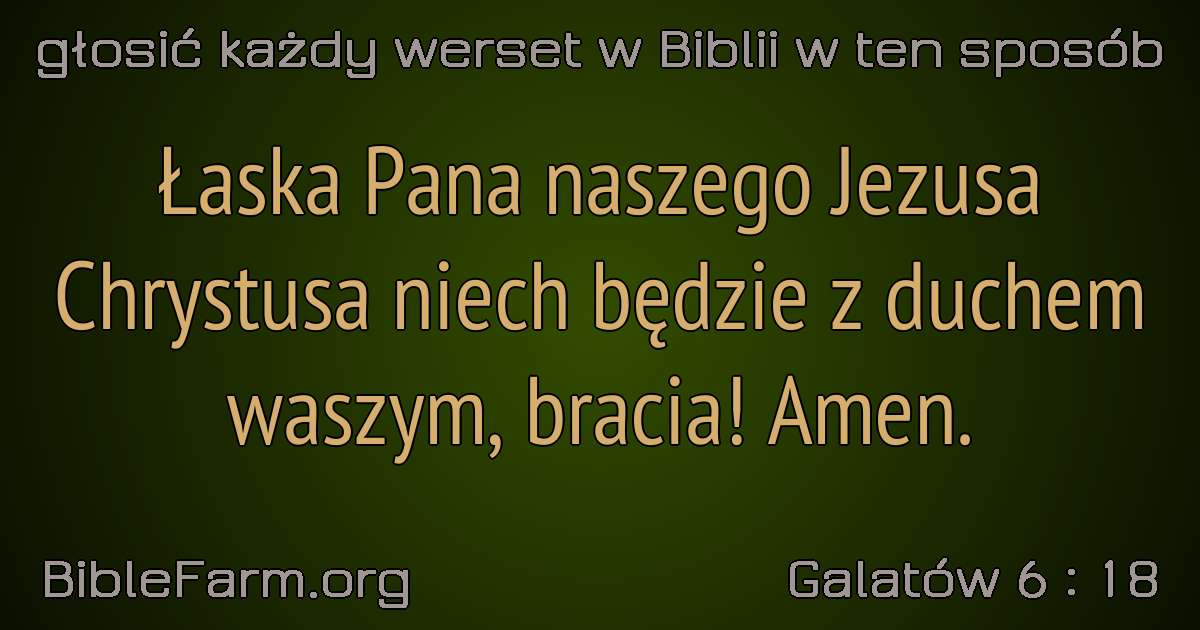 głosić każdy werset w Biblii w ten sposób
Łaska Pana naszego Jezusa
Chrystusa niech będzie z duchem
waszym, bracia! Amen.
BibleFarm.org
Galatów 6 : 18